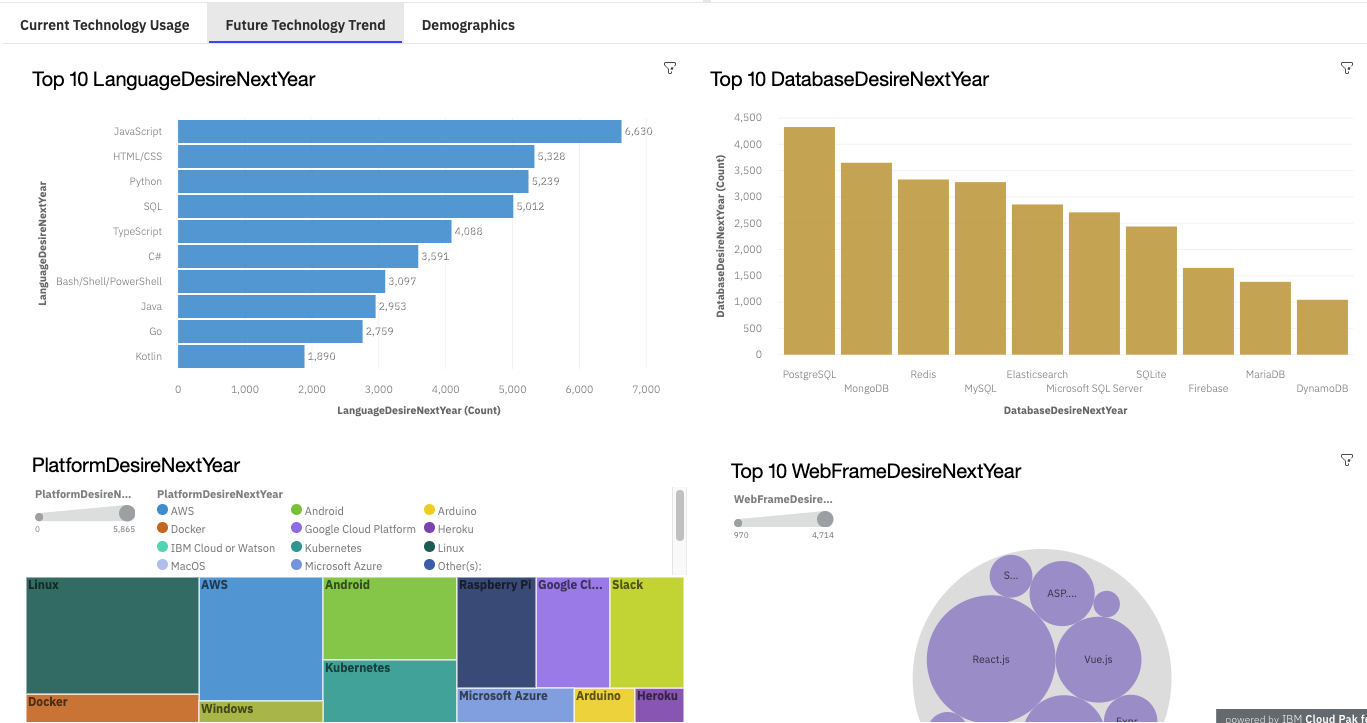 Current Technology Usage
Future Technology Trend
Demographics
Top 10 LanguageDesireNextYear
LanguageDesireNextYear
JavaScript 6,630
HTML/CSS 5,328
Python 5,239
SQL 5,012
TypeScript 4,088
C# 3,591
Bash/Shell/PowerShell 3,097
Java 2,953
Go 2,759
Kotlin 1,890
0 1,000 2,000 3,000 4,000 5,000 6,000 7,000
LanguageDesireNextYear (Count)
Top 10 DatabaseDesireNextYear
DatabaseDesireNextYear (Count)
4,500
4,000
3,500
3,000
2,500
2,000
1,500
1,000
500
0
PostgreSQL Redis Elasticsearch SQLite MariaDB
MongoDB MySQL Microsoft SQL Server Firebase DynamoDB
DatabaseDesireNextYear
PlatformDesireNextYear
PlatformDesireN...
0 5,865
PlatformDesireNextYear
AWS Android Arduino
Docker Google Cloud Platform Heroku
IBM Cloud or Watson Kubernetes Linux
MacOS Microsoft Azure Other(s):
Linux AWS Android Raspberry Pi Google Cl... Slack
Kubernetes
Docker Windows Microsoft Azure Arduino Heroku
Top 10 WebFrameDesireNextYear
WebFrameDesire...
970 4,714
S...
ASP....
React.js Vue.js
Expr
powered by IBM Cloud Pak f